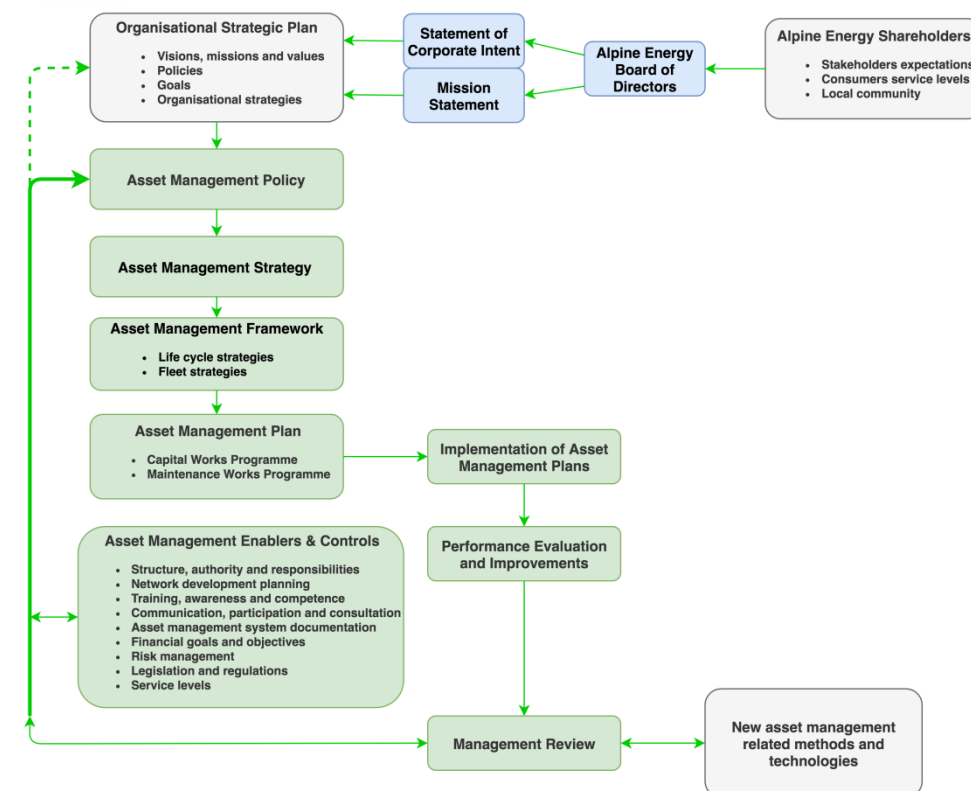 Organisational Strategic Plan
• Visions, missions and values
• Policies
• Goals
• Organisational strategies
Statement of
Corporate Intent
Mission
Statement
Alpine Energy
Board of
Directors
Alpine Energy Shareholders
• Stakeholders expectations
• Consumers service levels
• Local community
Asset Management Policy
Asset Management Strategy
Asset Management Framework
• Life cycle strategies
• Fleet strategies
Asset Management Plan
• Capital Works Programme
• Maintenance Works Programme
Implementation of Asset
Management Plans
Asset Management Enablers & Controls
• Structure, authority and responsibilities
• Network development planning
• Training, awareness and competence
• Communication, participation and consultation
• Asset management system documentation
• Financial goals and objectives
• Risk management
• Legislation and regulations
• Service levels
Performance Evaluation
and Improvements
Management Review
New asset management
related methods and
technologies